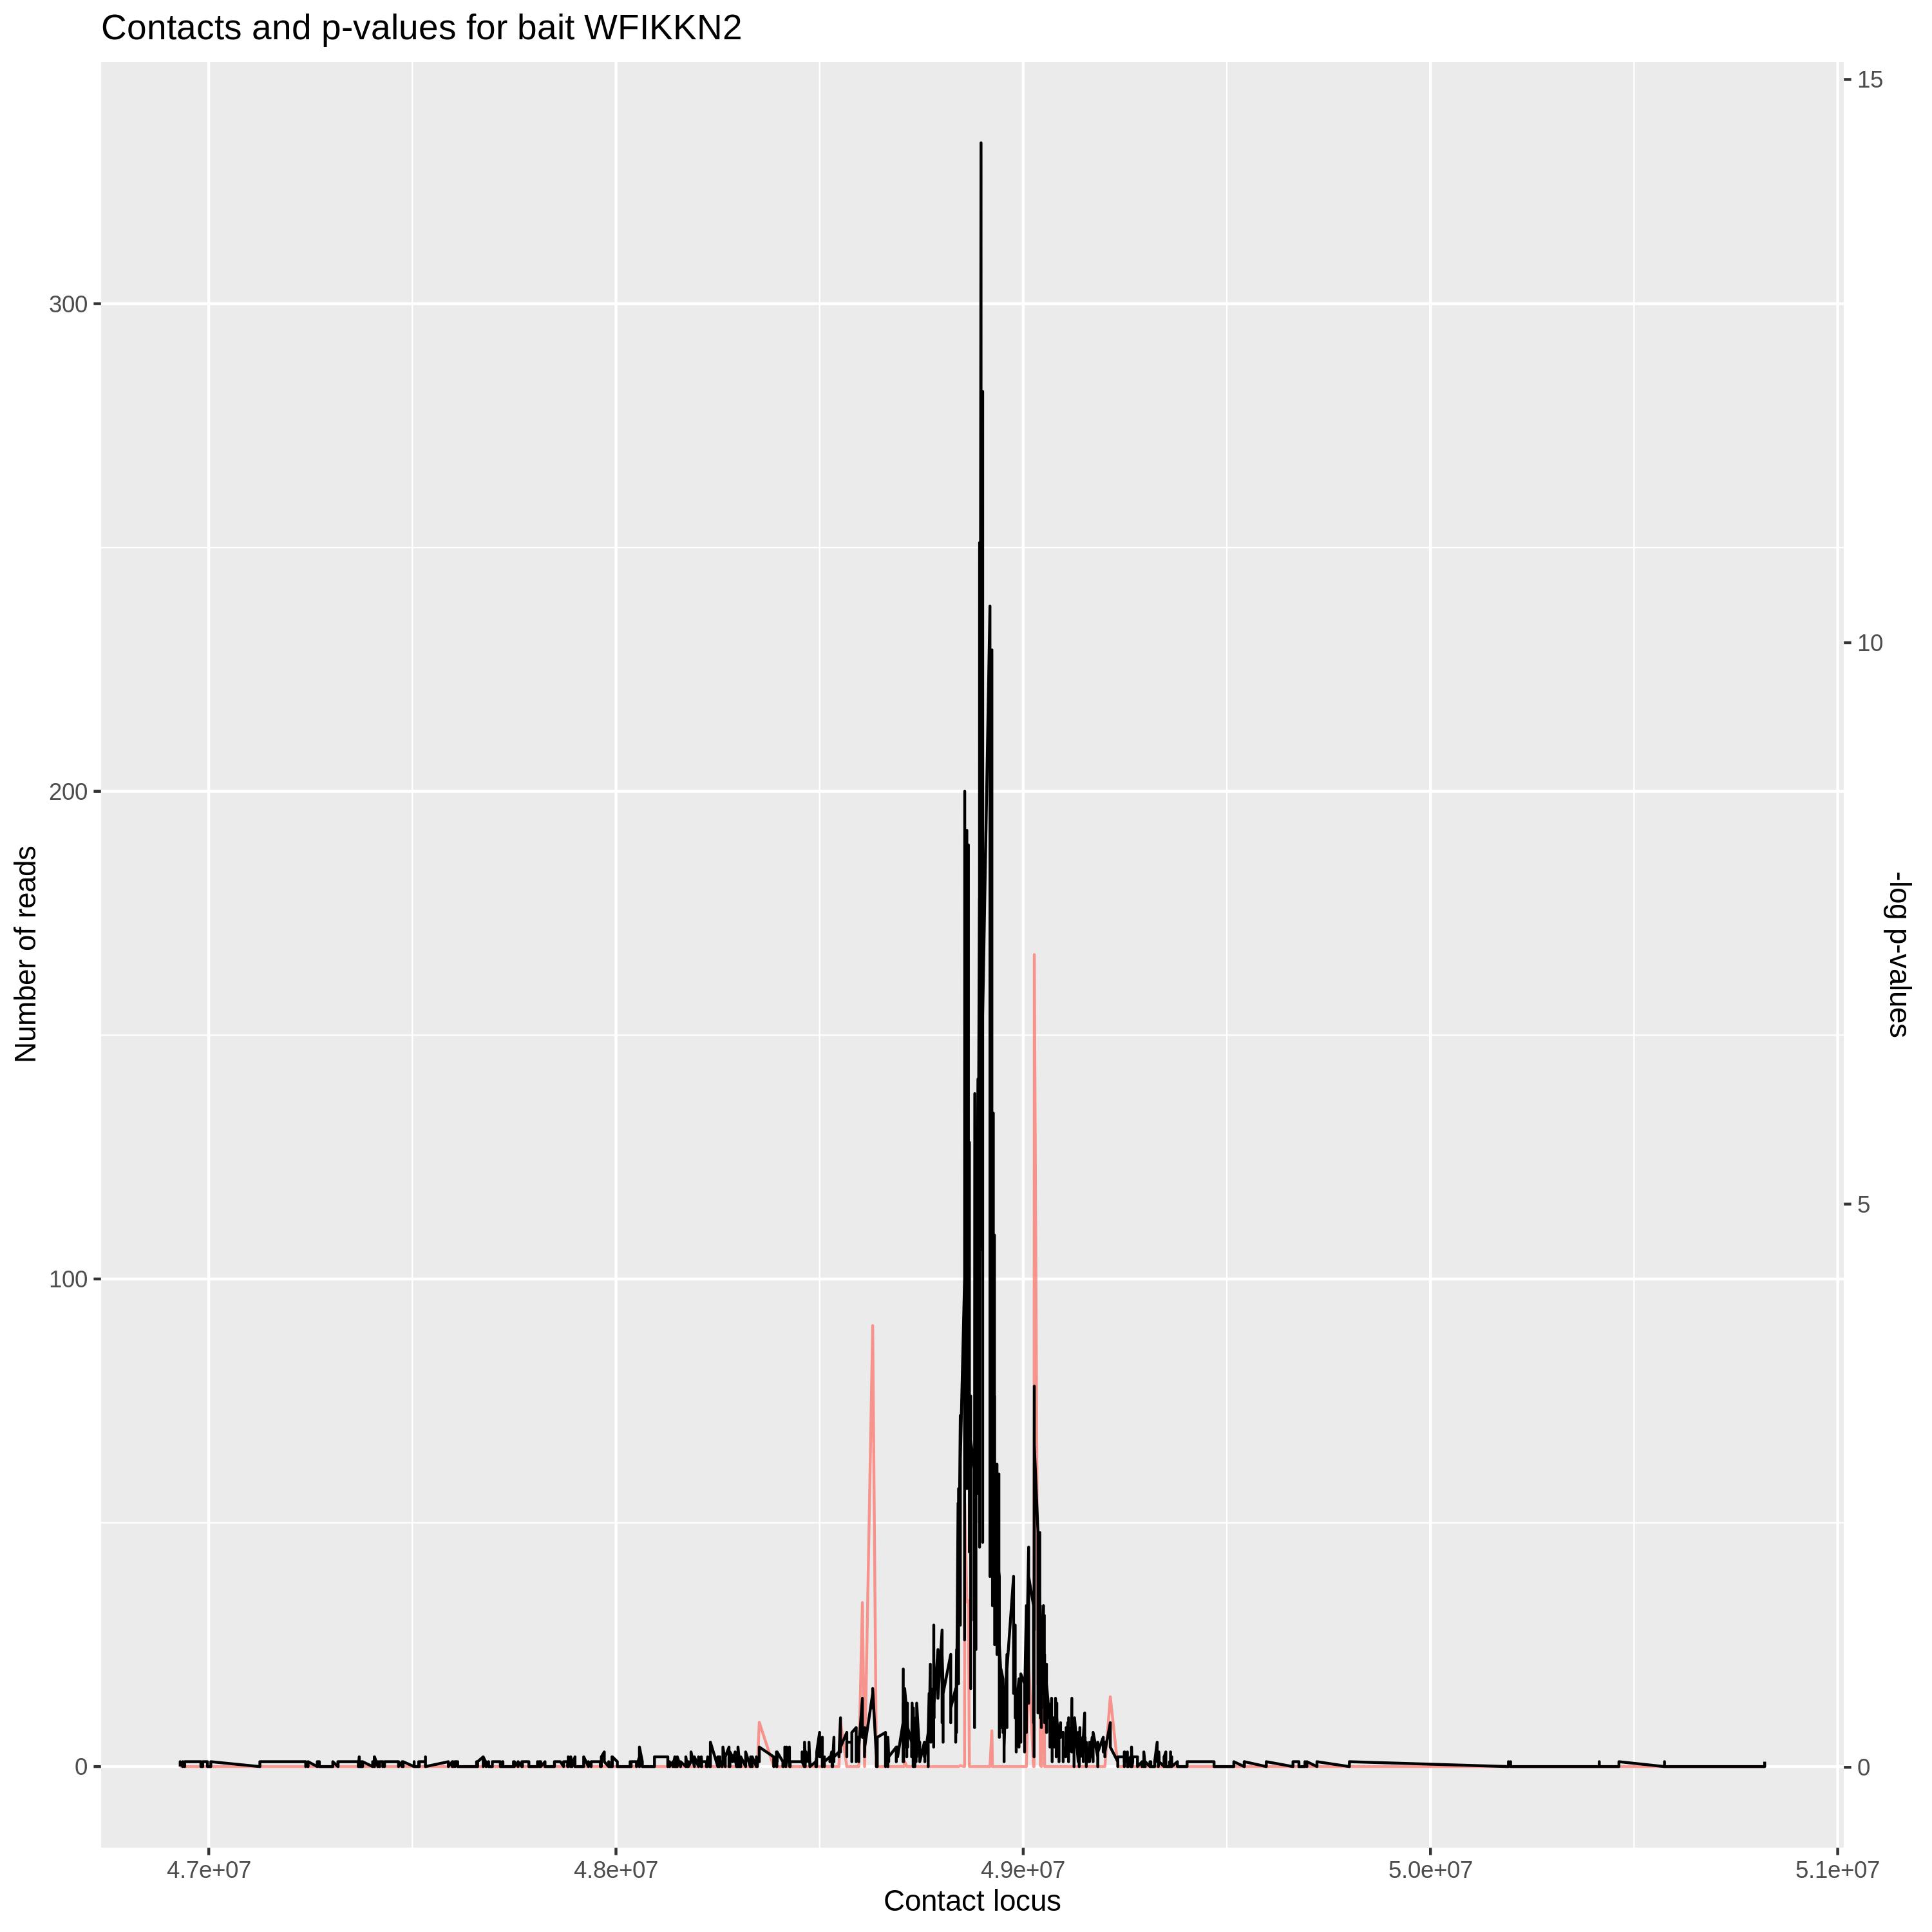 Contacts and p-values for bait WFIKKN2
Number of reads
300
200
100
0
15
10
5
0
-log p-values
4.7e+07
4.8e+07
4.9e+07
5.0e+07
5.1e+07
Contact locus